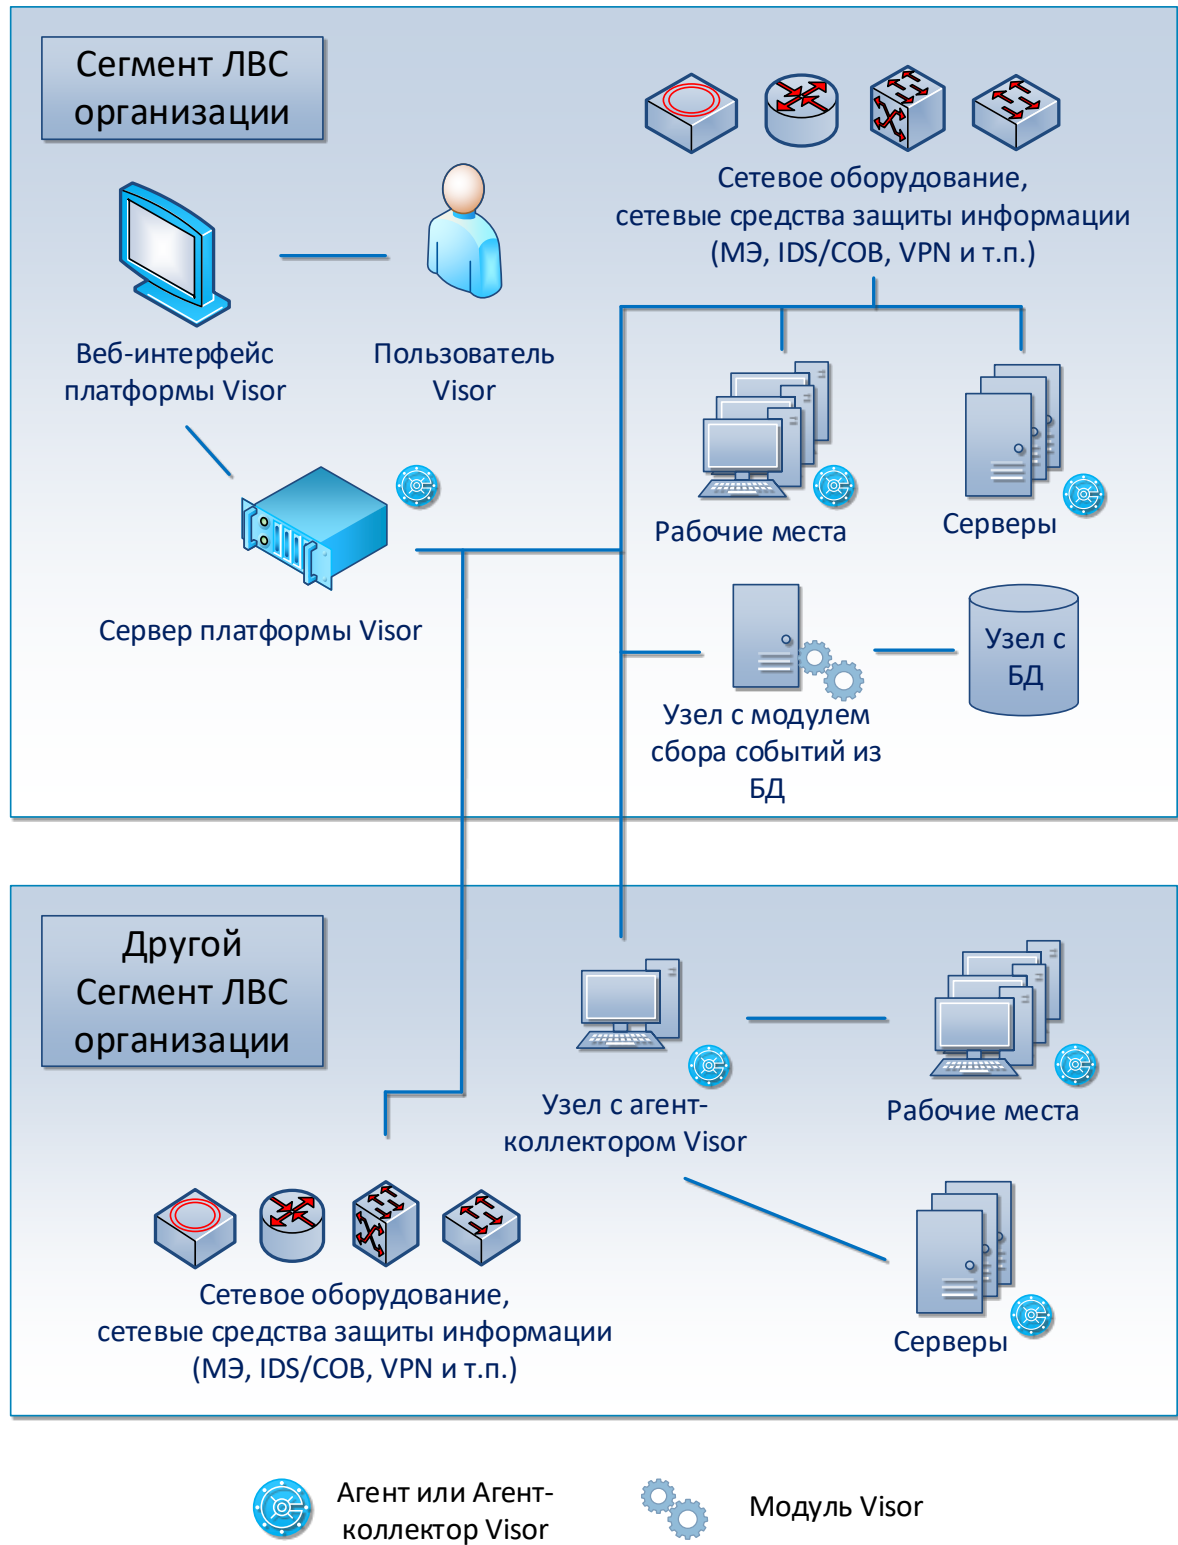 Сегмент ЛВС
организации
Сетевое оборудование,
сетевые средства защиты информации
(МЭ, IDS/СОВ, VPN и т.п.)
Веб-интерфейс
платформы Visor
Пользователь
Visor
Рабочие места
Серверы
Сервер платформы Visor
Узел с
БД
Узел с модулем
сбора событий из
БД
Другой
Сегмент ЛВС
организации
Узел с агент-
коллектором Visor
Рабочие места
Сетевое оборудование,
сетевые средства защиты информации
(МЭ, IDS/СОВ, VPN и т.п.)
Серверы
Агент или Агент-
коллектор Visor
Модуль Visor